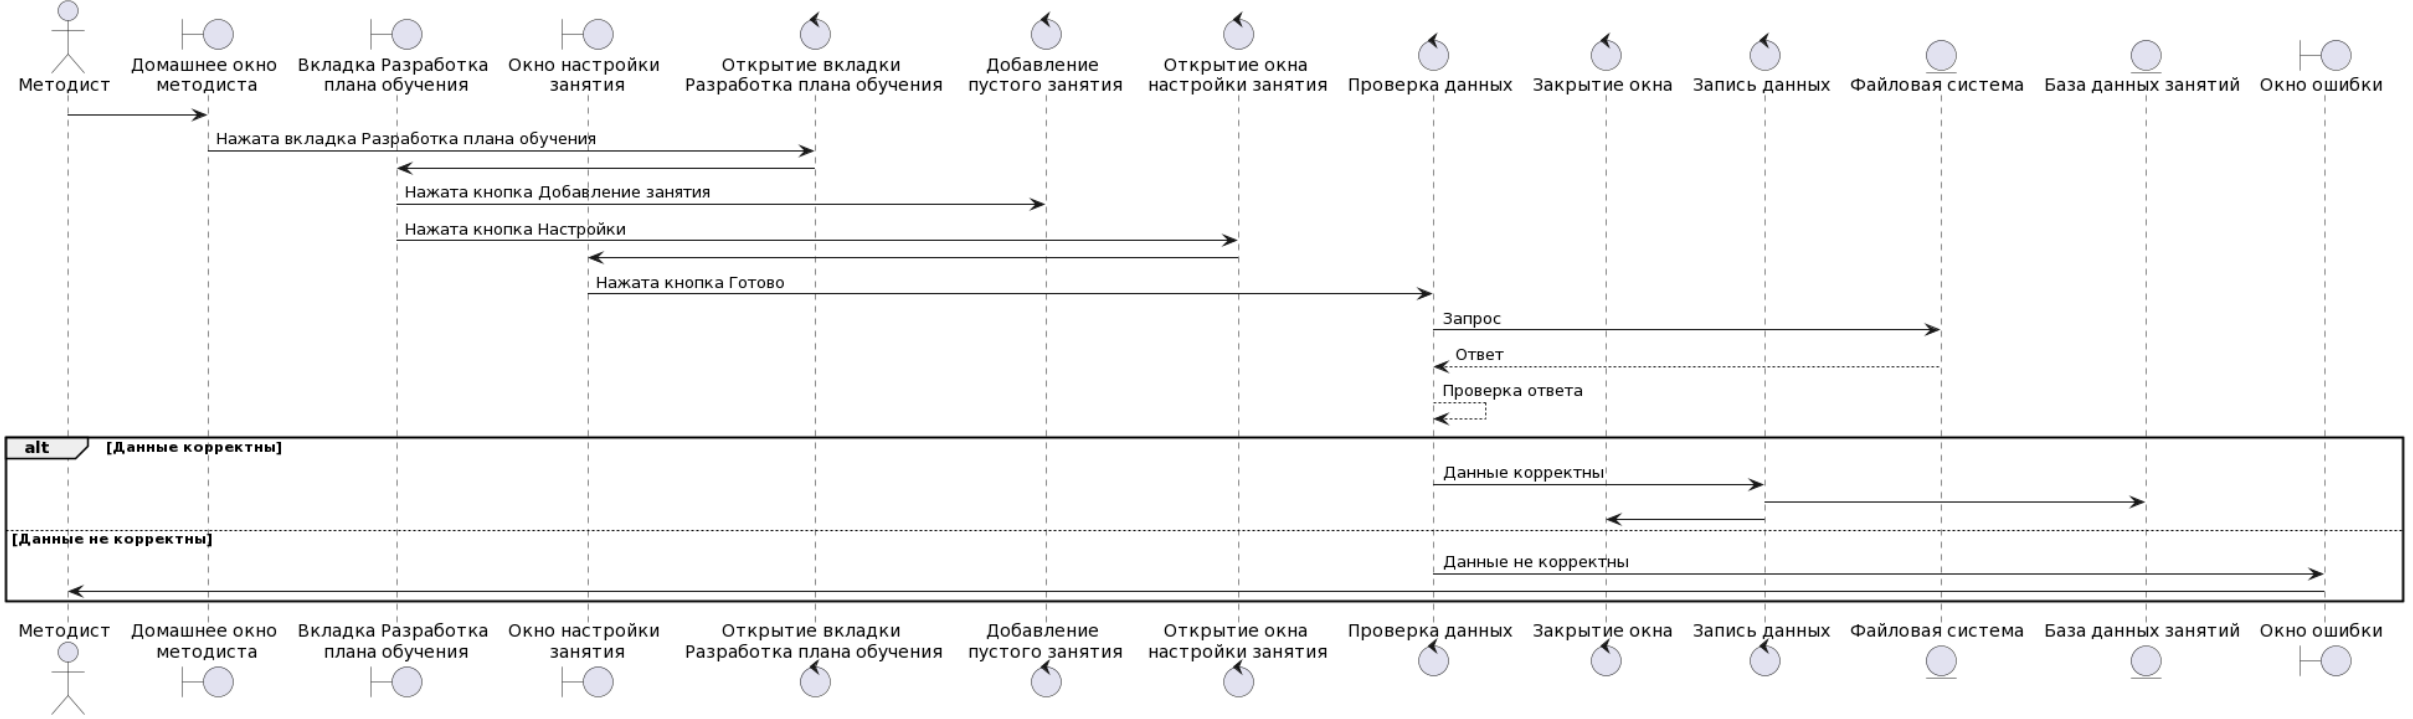 Методист
Домашнее окно
методиста
Вкладка Разработка
плана обучения
Окно настройки
занятия
Открытие вкладки
Разработка плана обучения
Добавление
пустого занятия
Открытие окна
настройки занятия
Проверка данных
Закрытие окна
Запись данных
Файловая система
База данных занятий
Окно ошибки
Нажата вкладка Разработка плана обучения
Нажата кнопка Добавление занятия
Нажата кнопка Настройки
Нажата кнопка Готово
Запрос
Ответ
Проверка ответа
alt
[Данные корректны]
Данные корректны
[Данные не корректны]
Данные не корректны
Методист
Домашнее окно
методиста
Вкладка Разработка
плана обучения
Окно настройки
занятия
Открытие вкладки
Разработка плана обучения
Добавление
пустого занятия
Открытие окна
настройки занятия
Проверка данных
Закрытие окна
Запись данных
Файловая система
База данных занятий
Окно ошибки